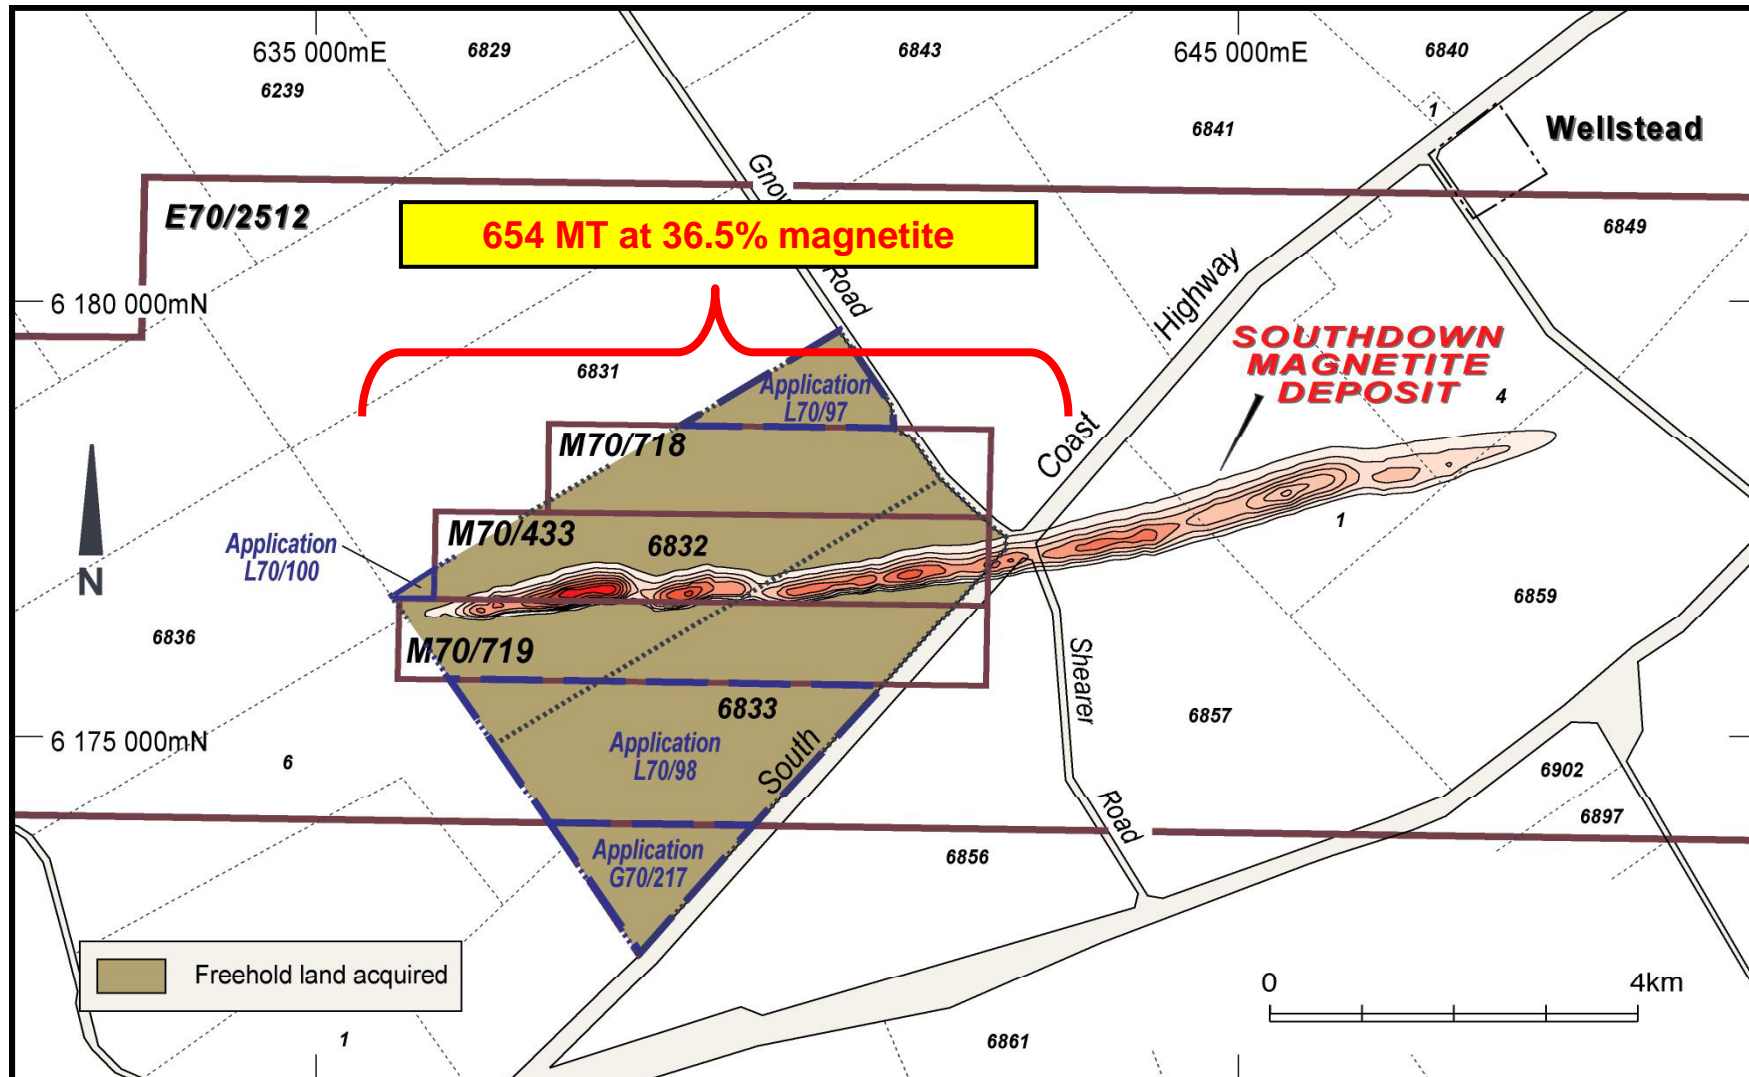 635 000mE
6829
6843
645 000mE
6840
6239
1
6841
Wellstead
Gnow
Road
E70/2512
654 MT at 36.5% magnetite
6849
6 180 000mN
Highway
SOUTHDOWN
MAGNETITE
DEPOSIT
6831
Application
L70/97
4
M70/718
Coast
M70/433
6832
1
Application
L70/100
N
6859
6836
M70/719
Shearer
6833
6857
6 175 000mN
Application
L70/98
South
6
6902
Road
6897
Application
G70/217
6856
Freehold land acquired
0
4km
1
6861